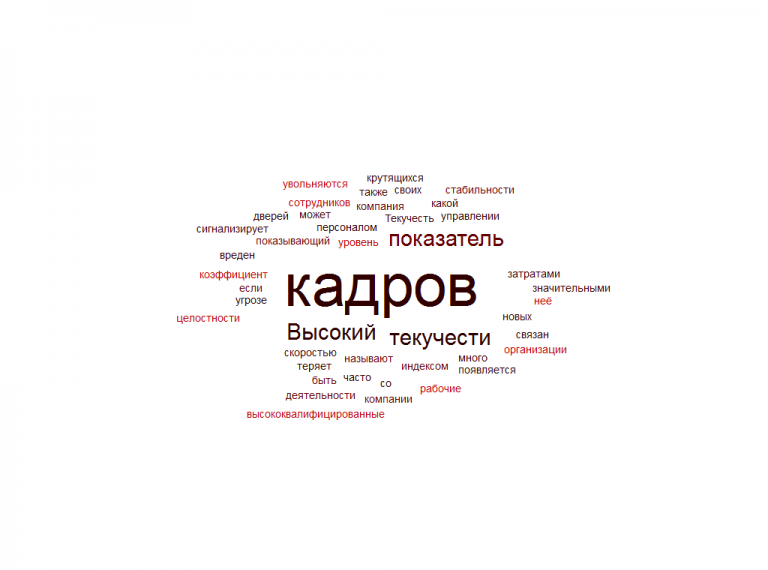 крутящихся
увольняются
также своих стабильности
сотрудников компания какой
дверей может Текучесть управлении
сигнализирует персоналом
показывающий уровень показатель
вреден
коэффициент затратами
если кадров значительными
угрозе неё
целостности новых
Высокий текучести связан
скоростью называют много организации
теряет индексом появляется
быть часто со
деятельности компании рабочие
высококвалифицированные